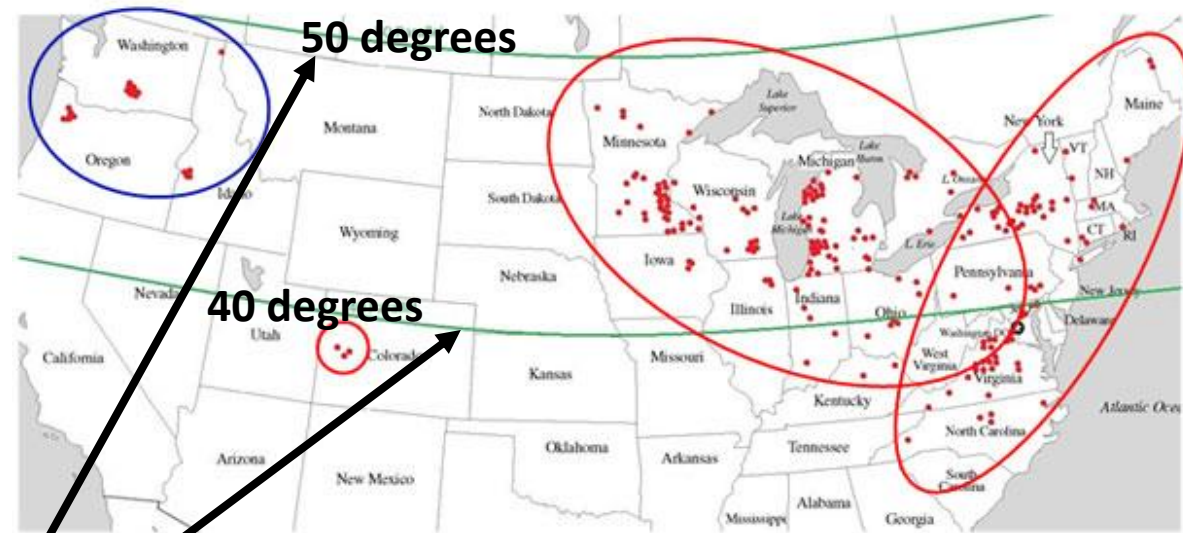 50 degrees
Washington
Montana
North Dakota
Minnesota
Lake
Superior
Maine
New York
VT
Oregon
Michigan
Lake
Huron
NH
Idaho
South Dakota
Wisconsin
L. Ontario
MA
Wyoming
Lake
Michigan
CT
RI
Iowa
L. Erie
Nebraska
Pennsylvania
Nevada
40 degrees
Illinois
Indiana
Ohio
New Jersey
Utah
Colorado
Washington DC
Delaware
California
Kansas
Missouri
West
Virginia
Virginia
Kentucky
Atlantic Oce
Arizona
Oklahoma
Tennessee
North Carolina
New Mexico
Arkansas
South
Carolina
Mississippi
Alabama
Georgia